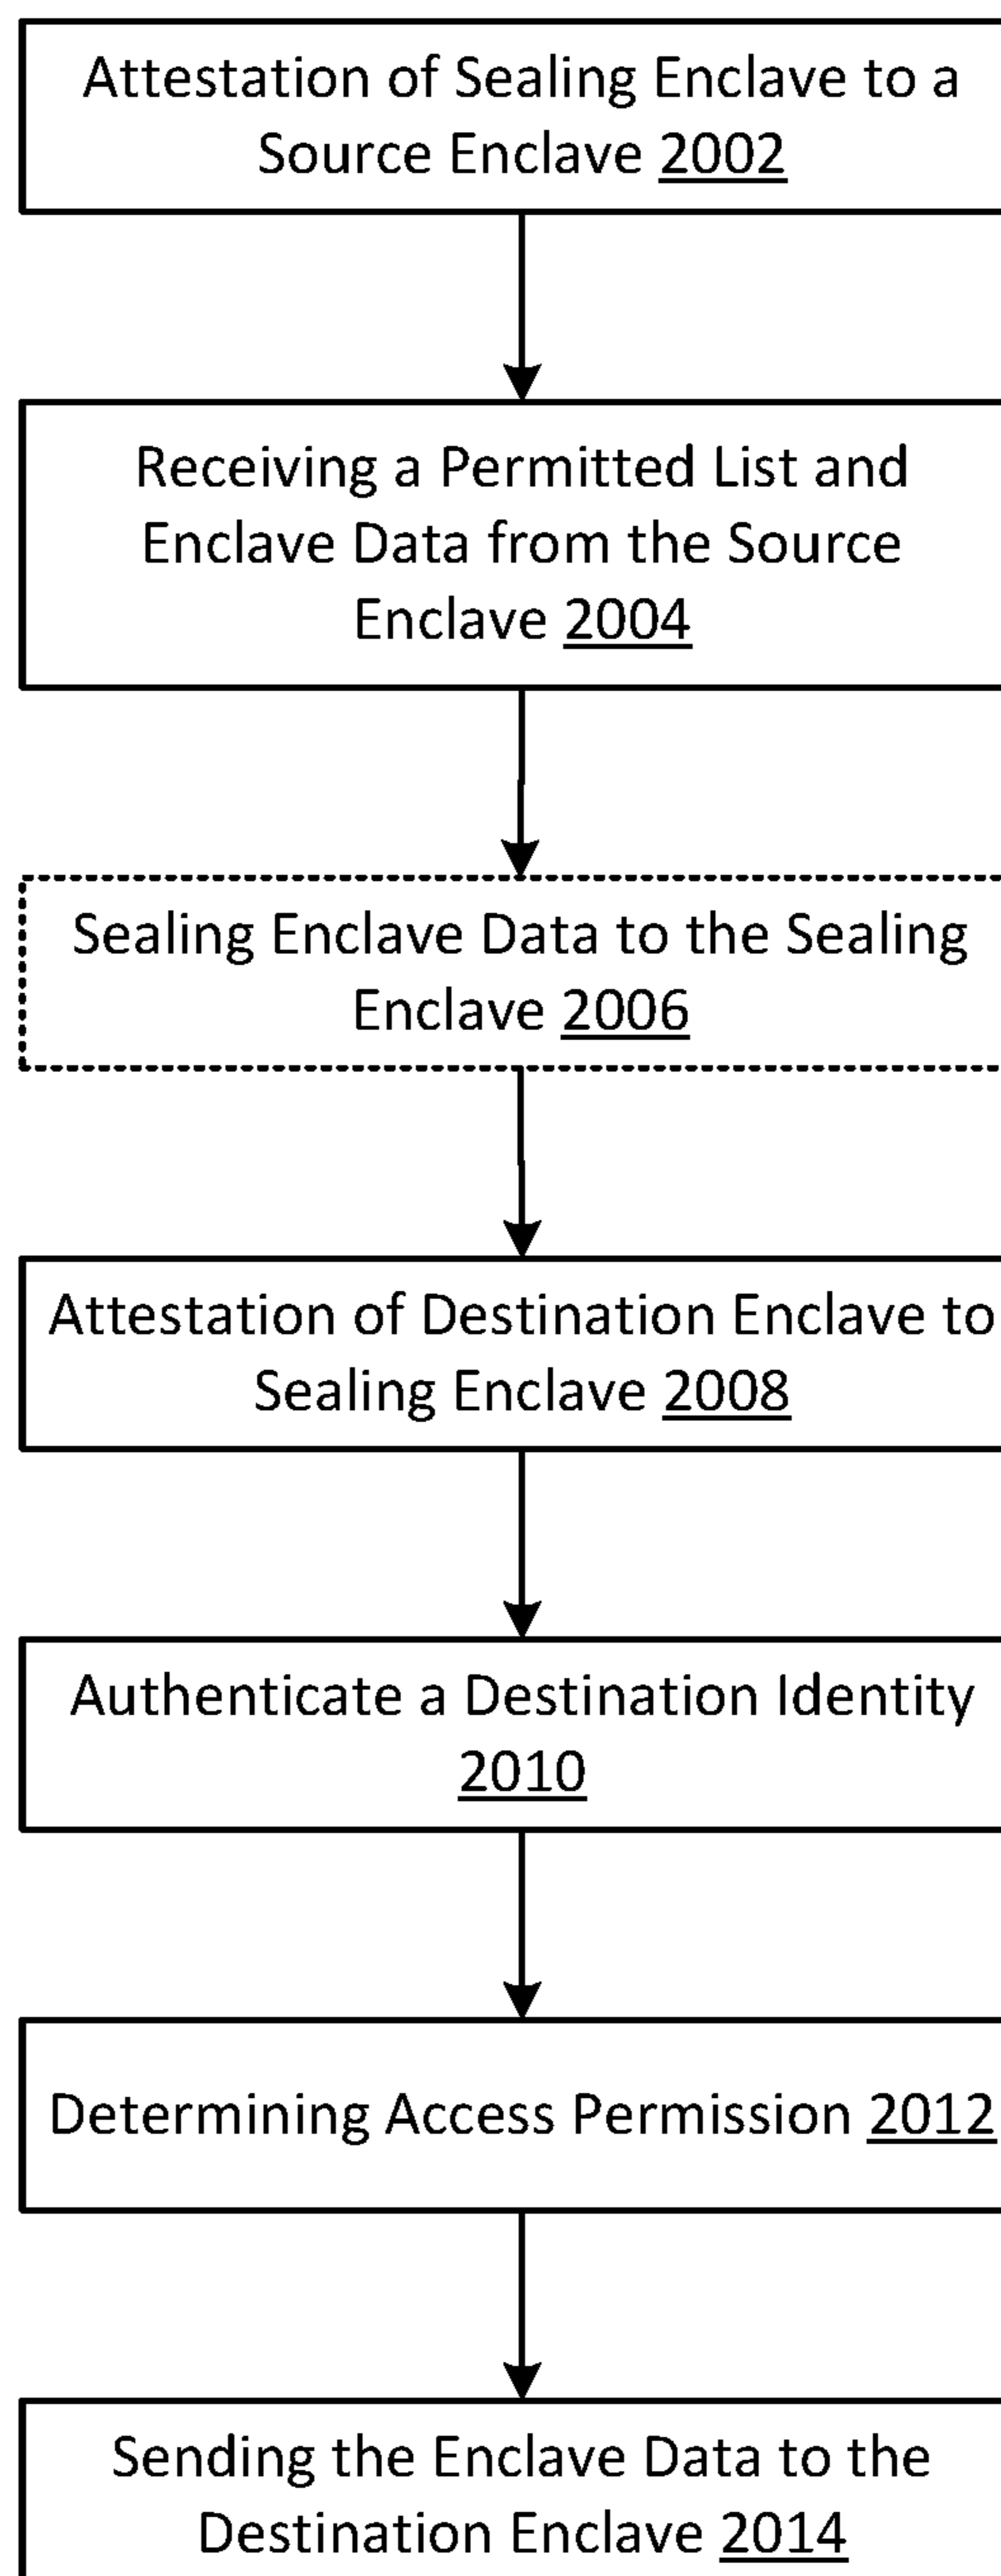 Attestation of Sealing Enclave to a
Source Enclave 2002
Receiving a Permitted List and
Enclave Data from the Source
Enclave 2004
Sealing Enclave Data to the Sealing
Enclave 2006
Attestation of Destination Enclave to
Sealing Enclave 2008
Authenticate a Destination Identity
2010
Determining Access Permission 2012
Sending the Enclave Data to the
Destination Enclave 2014